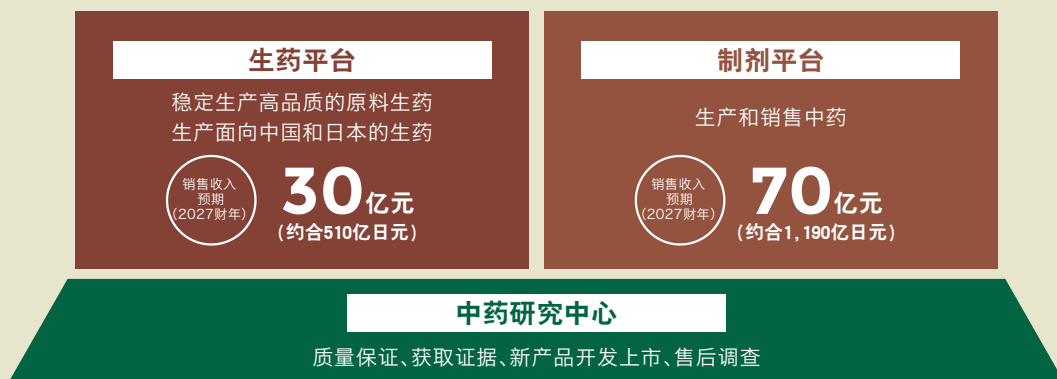 生药平台
稳定生产高品质的原料生药
生产面向中国和日本的生药
销售收入
预期
（2027财年）
30亿元
（约合510亿日元）
制剂平台
生产和销售中药
销售收入
预期
（2027财年）
70亿元
（约合1,190亿日元）
中药研究中心
质量保证、获取证据、新产品开发上市、售后调查